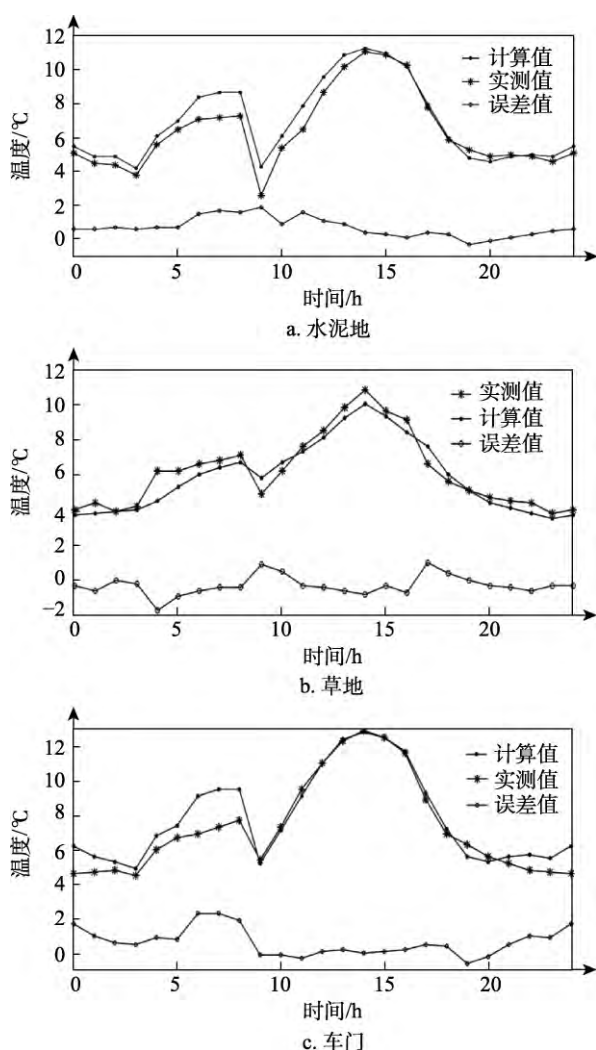 12
10
8
6
4
2
0
温度/℃
计算值
实测值
误差值
0 5 10 15 20
时间/h
a. 水泥地
12
10
8
6
4
2
0
−2
温度/℃
实测值
计算值
误差值
0 5 10 15 20
时间/h
b. 草地
12
10
8
6
4
2
0
温度/℃
计算值
实测值
误差值
0 5 10 15 20
时间/h
c. 车门